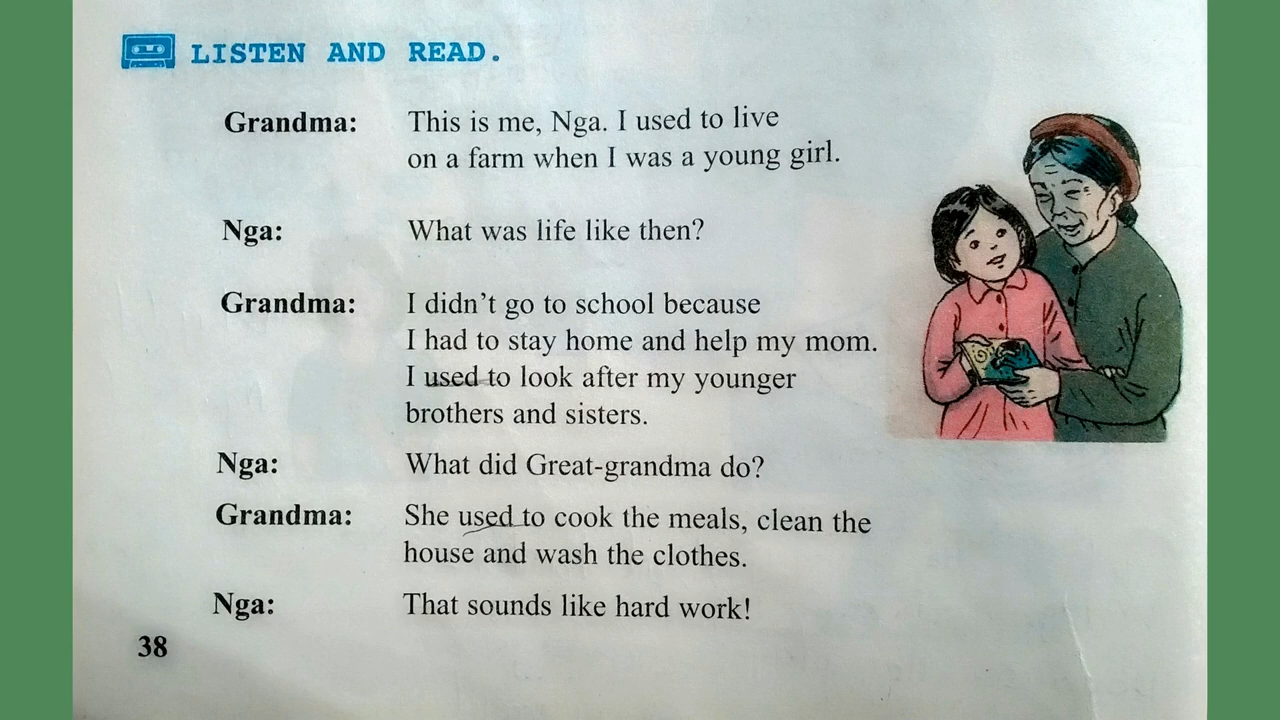 LISTEN AND READ.
Grandma: This is me, Nga. I used to live
on a farm when I was a young girl.
Nga: What was life like then?
Grandma: I didn't go to school because
I had to stay home and help my mom.
I used to look after my younger
brothers and sisters.
Nga: What did Great-grandma do?
Grandma: She used to cook the meals, clean the
house and wash the clothes.
Nga: That sounds like hard work!
38